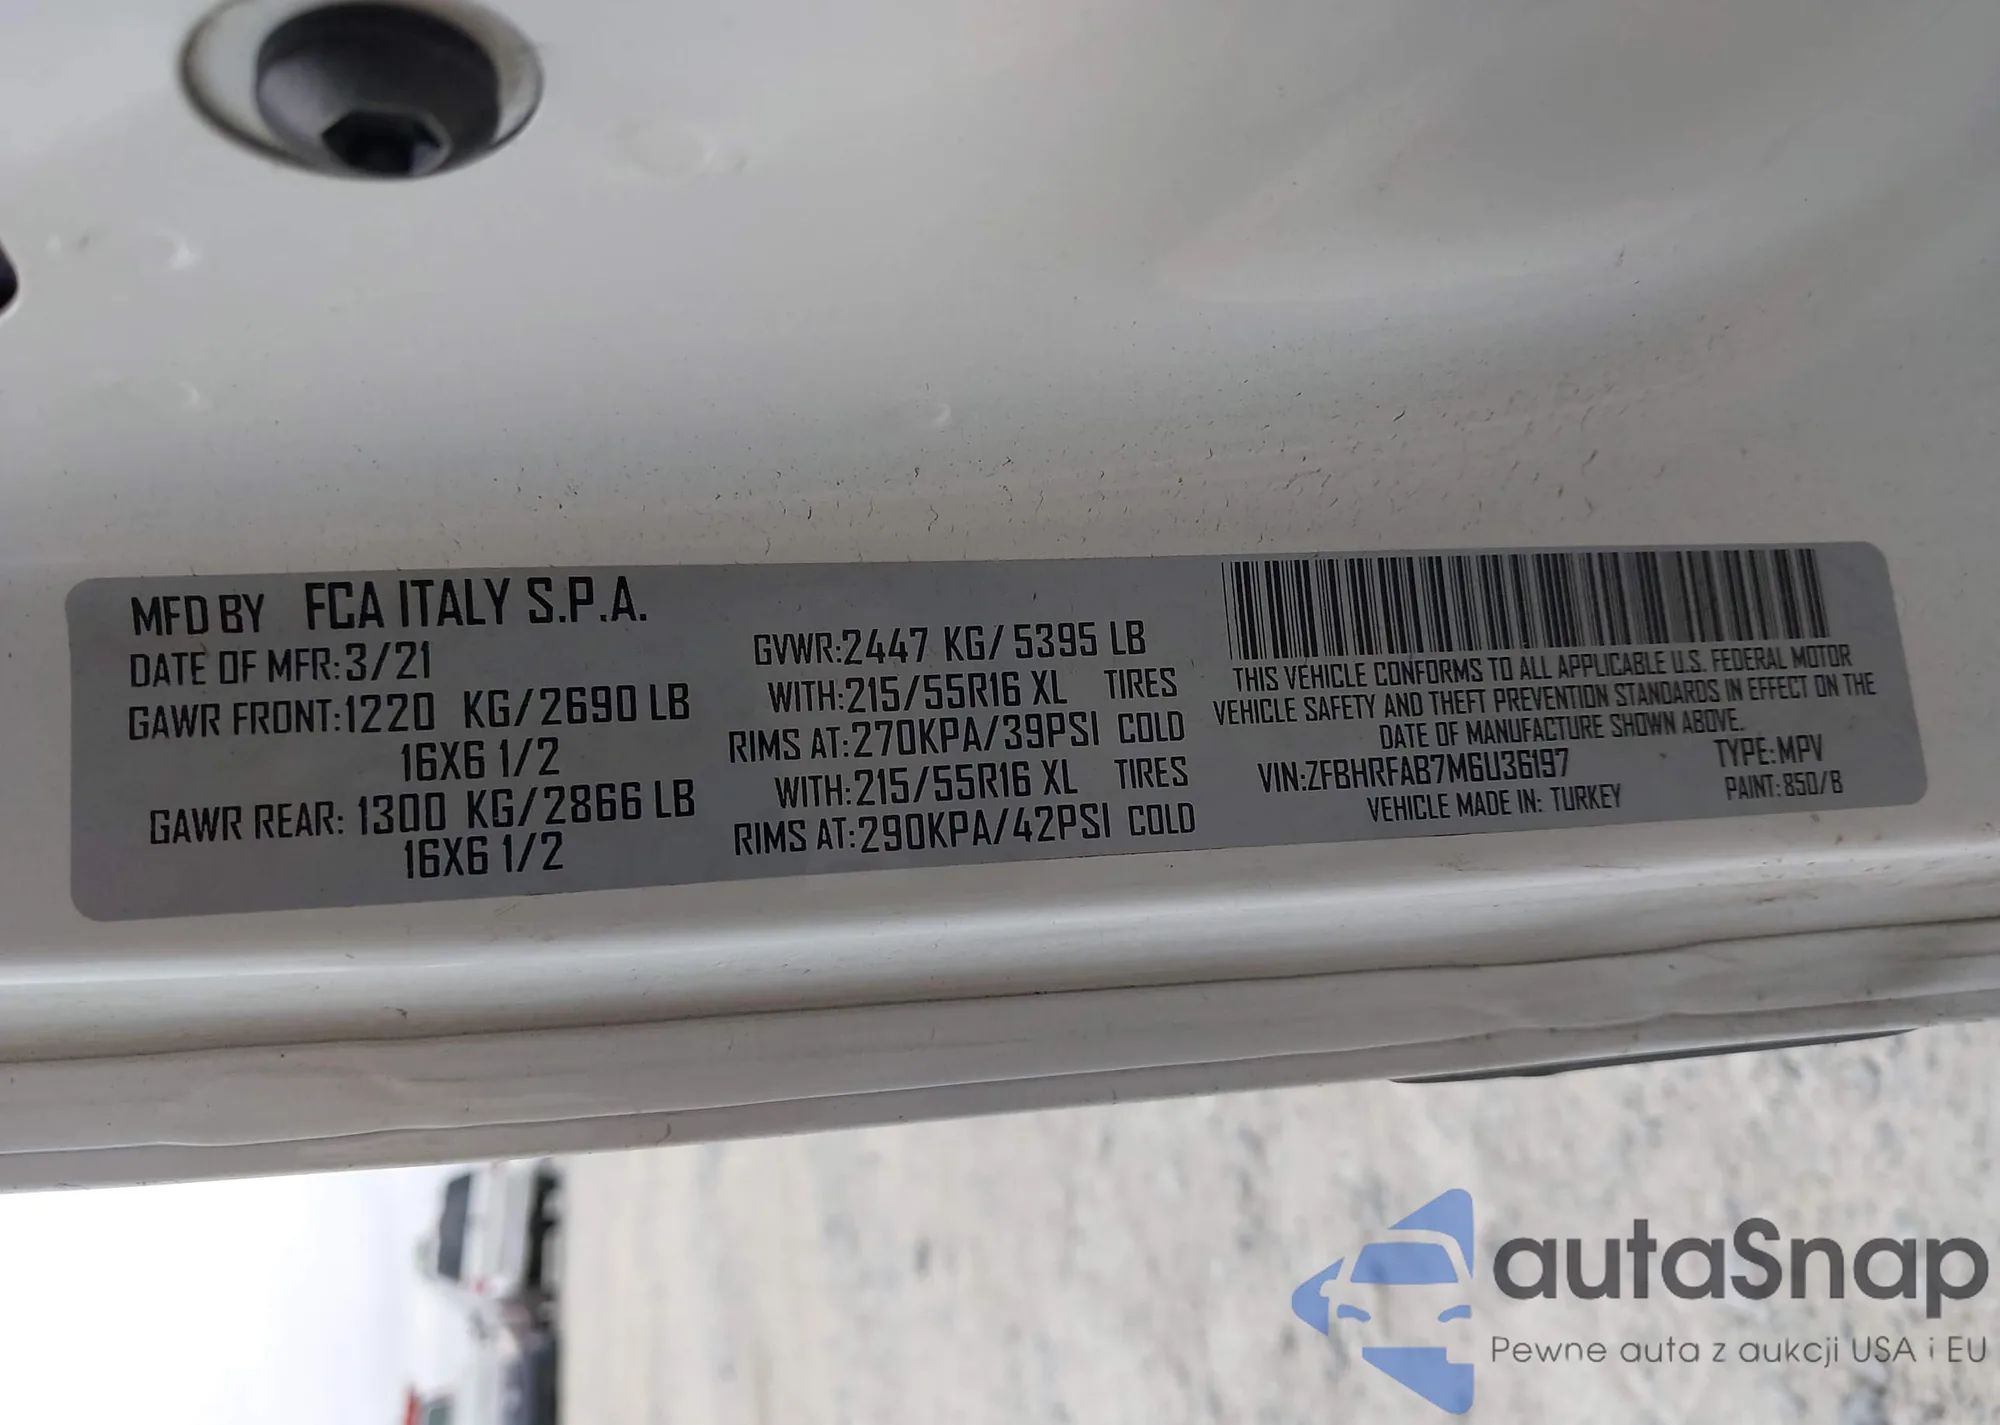 MFD BY FCA ITALY S.P.A.
DATE OF MFR:3/21
GAWR FRONT:1220 KG/2690 LB
16X6 1/2
GAWR REAR: 1300 KG/2866 LB
16X6 1/2
GVWR:2447 KG/ 5395 LB
WITH:215/55R16 XL TIRES
RIMS AT:270KPA/39PSI COLD
WITH:215/55R16 XL TIRES
RIMS AT:290KPA/42PSI COLD
THIS VEHICLE CONFORMS TO ALL APPLICABLE U.S. FEDERAL MOTOR
VEHICLE SAFETY AND THEFT PREVENTION STANDARDS IN EFFECT ON THE
DATE OF MANUFACTURE SHOWN ABOVE.
VIN:ZFBHRFAB7M6U36197 TYPE:MPV
VEHICLE MADE IN: TURKEY PAINT:850/B
autaSnap
Pewne auta z aukcji USA i EU